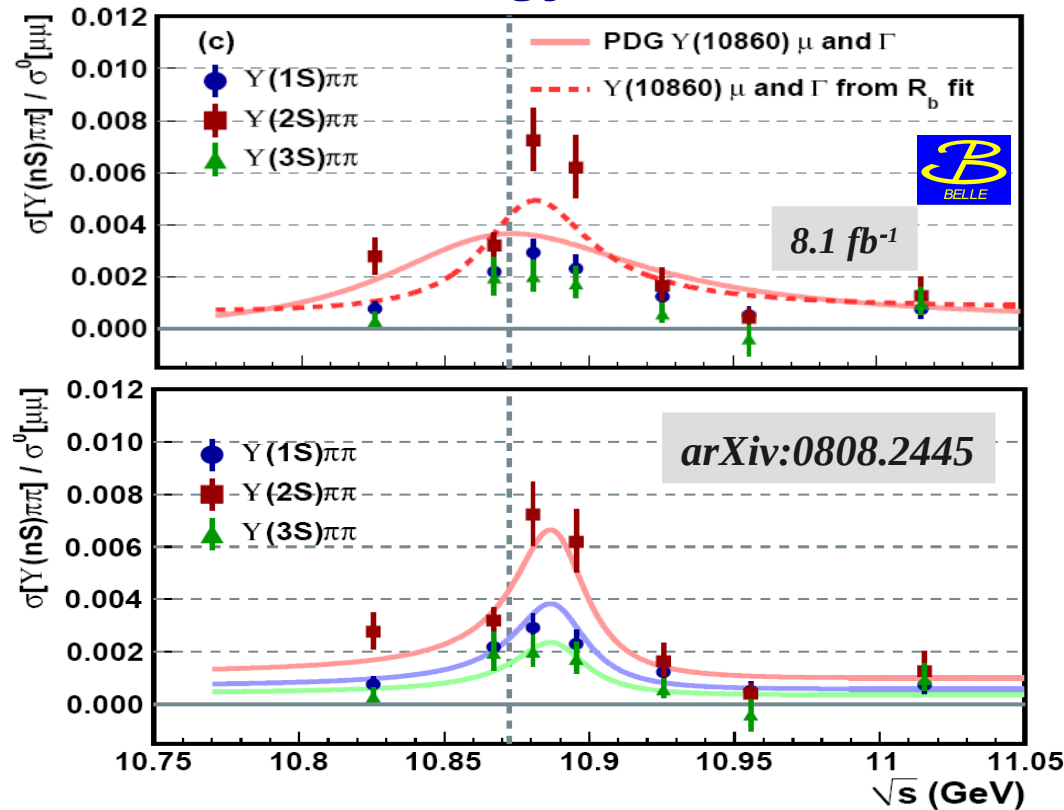 0.012
0.010
0.008
0.006
0.004
0.002
0.000
σ[Υ(nS)ππ] / σ⁰[μμ]
(c)
Υ(1S)ππ
Υ(2S)ππ
Υ(3S)ππ
PDG Υ(10860) μ and Γ
Υ(10860) μ and Γ from R_b fit
BELLE
8.1 fb⁻¹
0.012
0.010
0.008
0.006
0.004
0.002
0.000
σ[Υ(nS)ππ] / σ⁰[μμ]
Υ(1S)ππ
Υ(2S)ππ
Υ(3S)ππ
arXiv:0808.2445
10.75 10.8 10.85 10.9 10.95 11 11.05
√s (GeV)